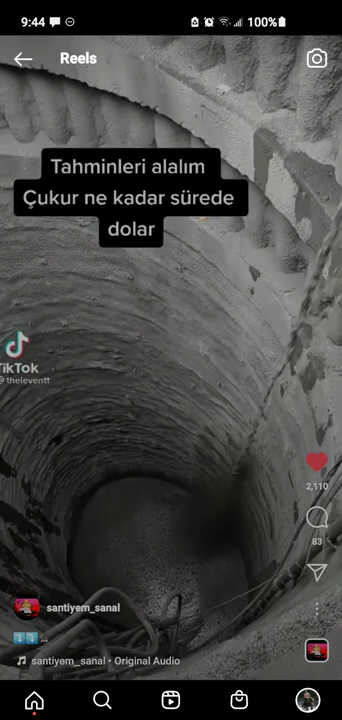 9:44
100%
Reels
Tahminleri alalım
Çukur ne kadar sürede
dolar
TikTok
@theleventt
2,110
83
santiyem_sanal
...
santiyem_sanal • Original Audio